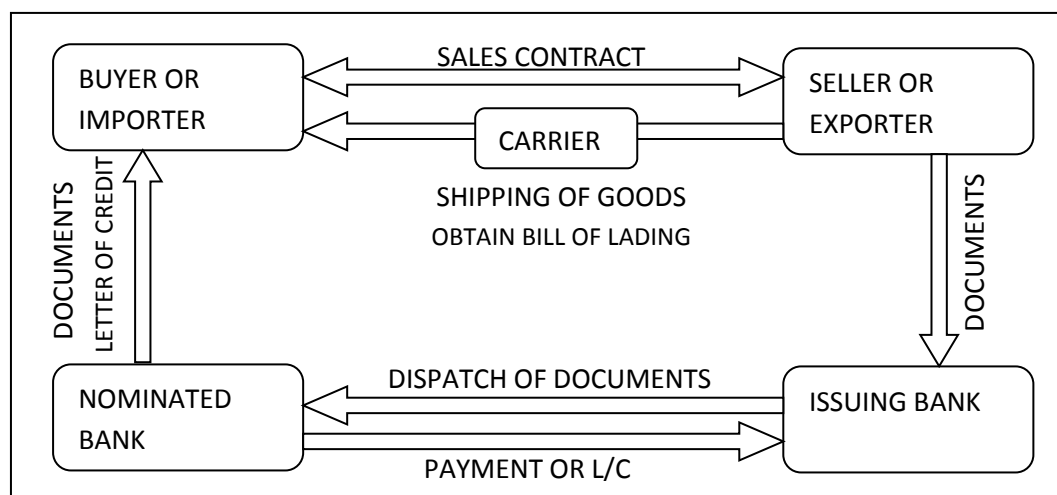 SALES CONTRACT
BUYER OR
IMPORTER
SELLER OR
EXPORTER
CARRIER
SHIPPING OF GOODS
OBTAIN BILL OF LADING
DOCUMENTS
LETTER OF CREDIT
DOCUMENTS
DISPATCH OF DOCUMENTS
NOMINATED
BANK
ISSUING BANK
PAYMENT OR L/C